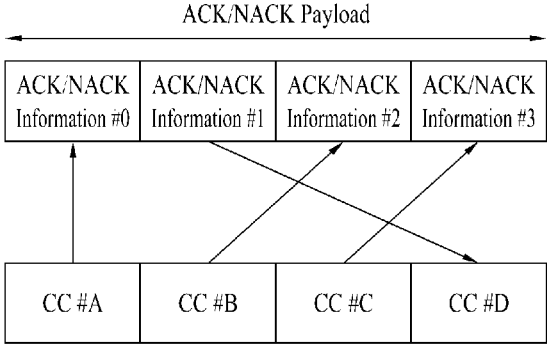 ACK/NACK Payload
ACK/NACK ACK/NACK ACK/NACK ACK/NACK
Information #0 Information #1 Information #2 Information #3
CC #A CC #B CC #C CC #D